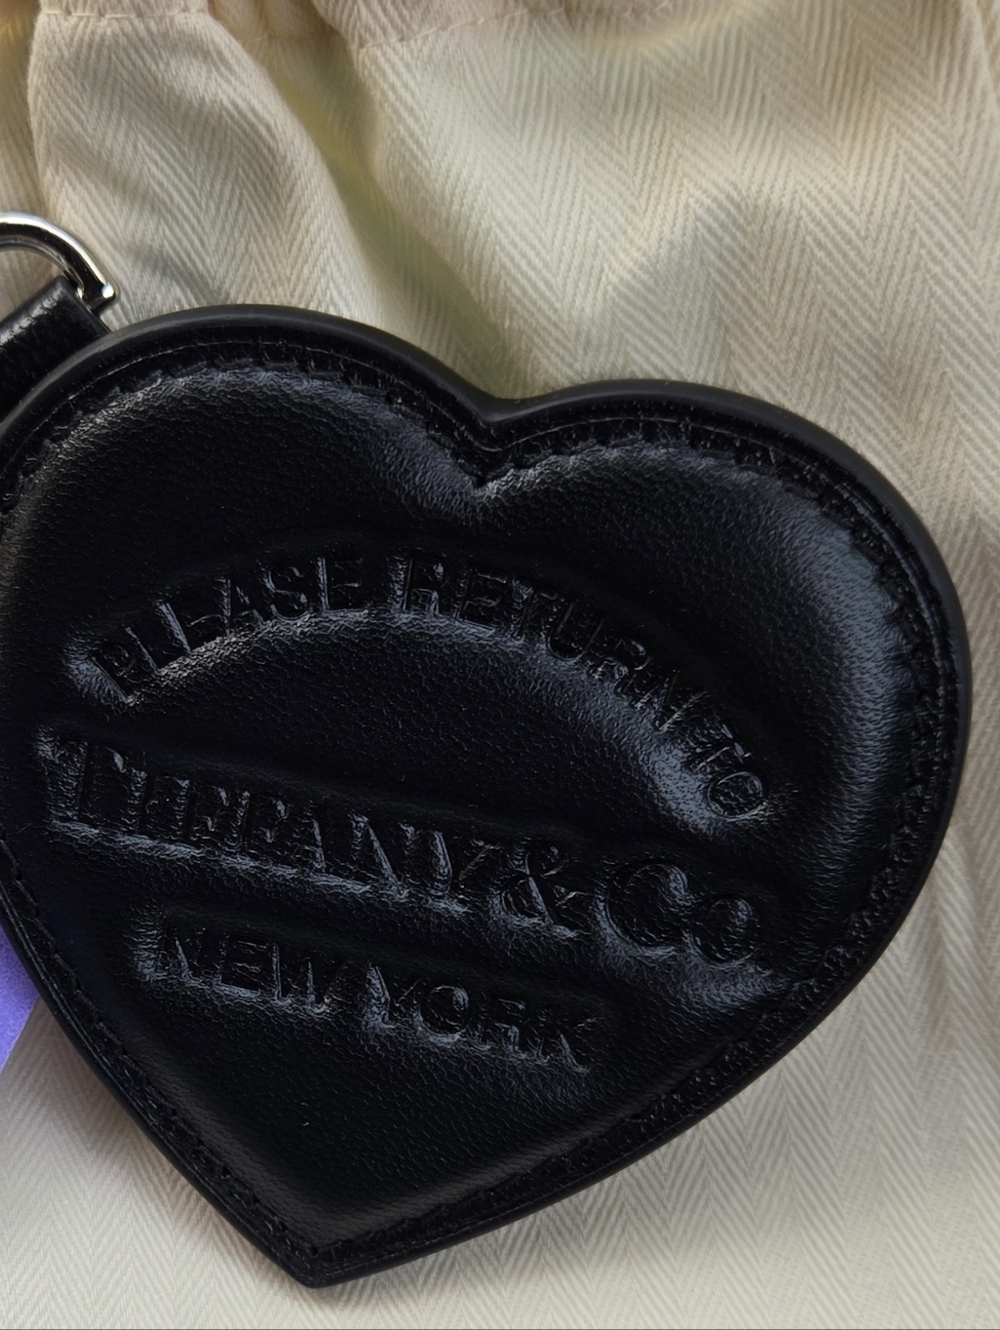 PLEASE RETURN TO
TIFFANY & CO
NEW YORK